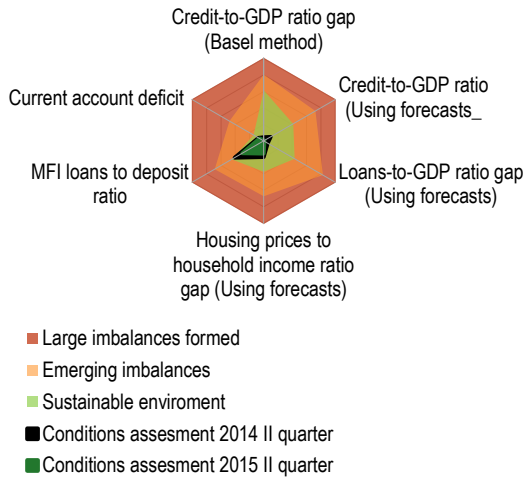 Credit-to-GDP ratio gap
(Basel method)
Current account deficit
Credit-to-GDP ratio
(Using forecasts_
MFI loans to deposit
ratio
Loans-to-GDP ratio gap
(Using forecasts)
Housing prices to
household income ratio
gap (Using forecasts)
Large imbalances formed
Emerging imbalances
Sustainable enviroment
Conditions assesment 2014 II quarter
Conditions assesment 2015 II quarter